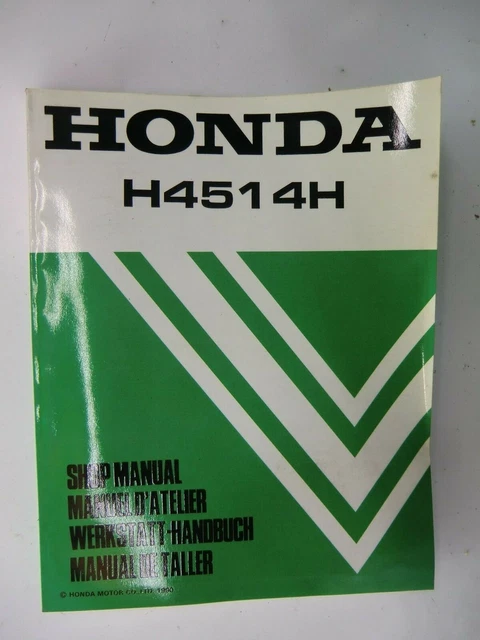 HONDA
H4514H
SHOP MANUAL
MANUEL D'ATELIER
WERKSTATT-HANDBUCH
MANUAL DE TALLER
© HONDA MOTOR CO., LTD. 1990